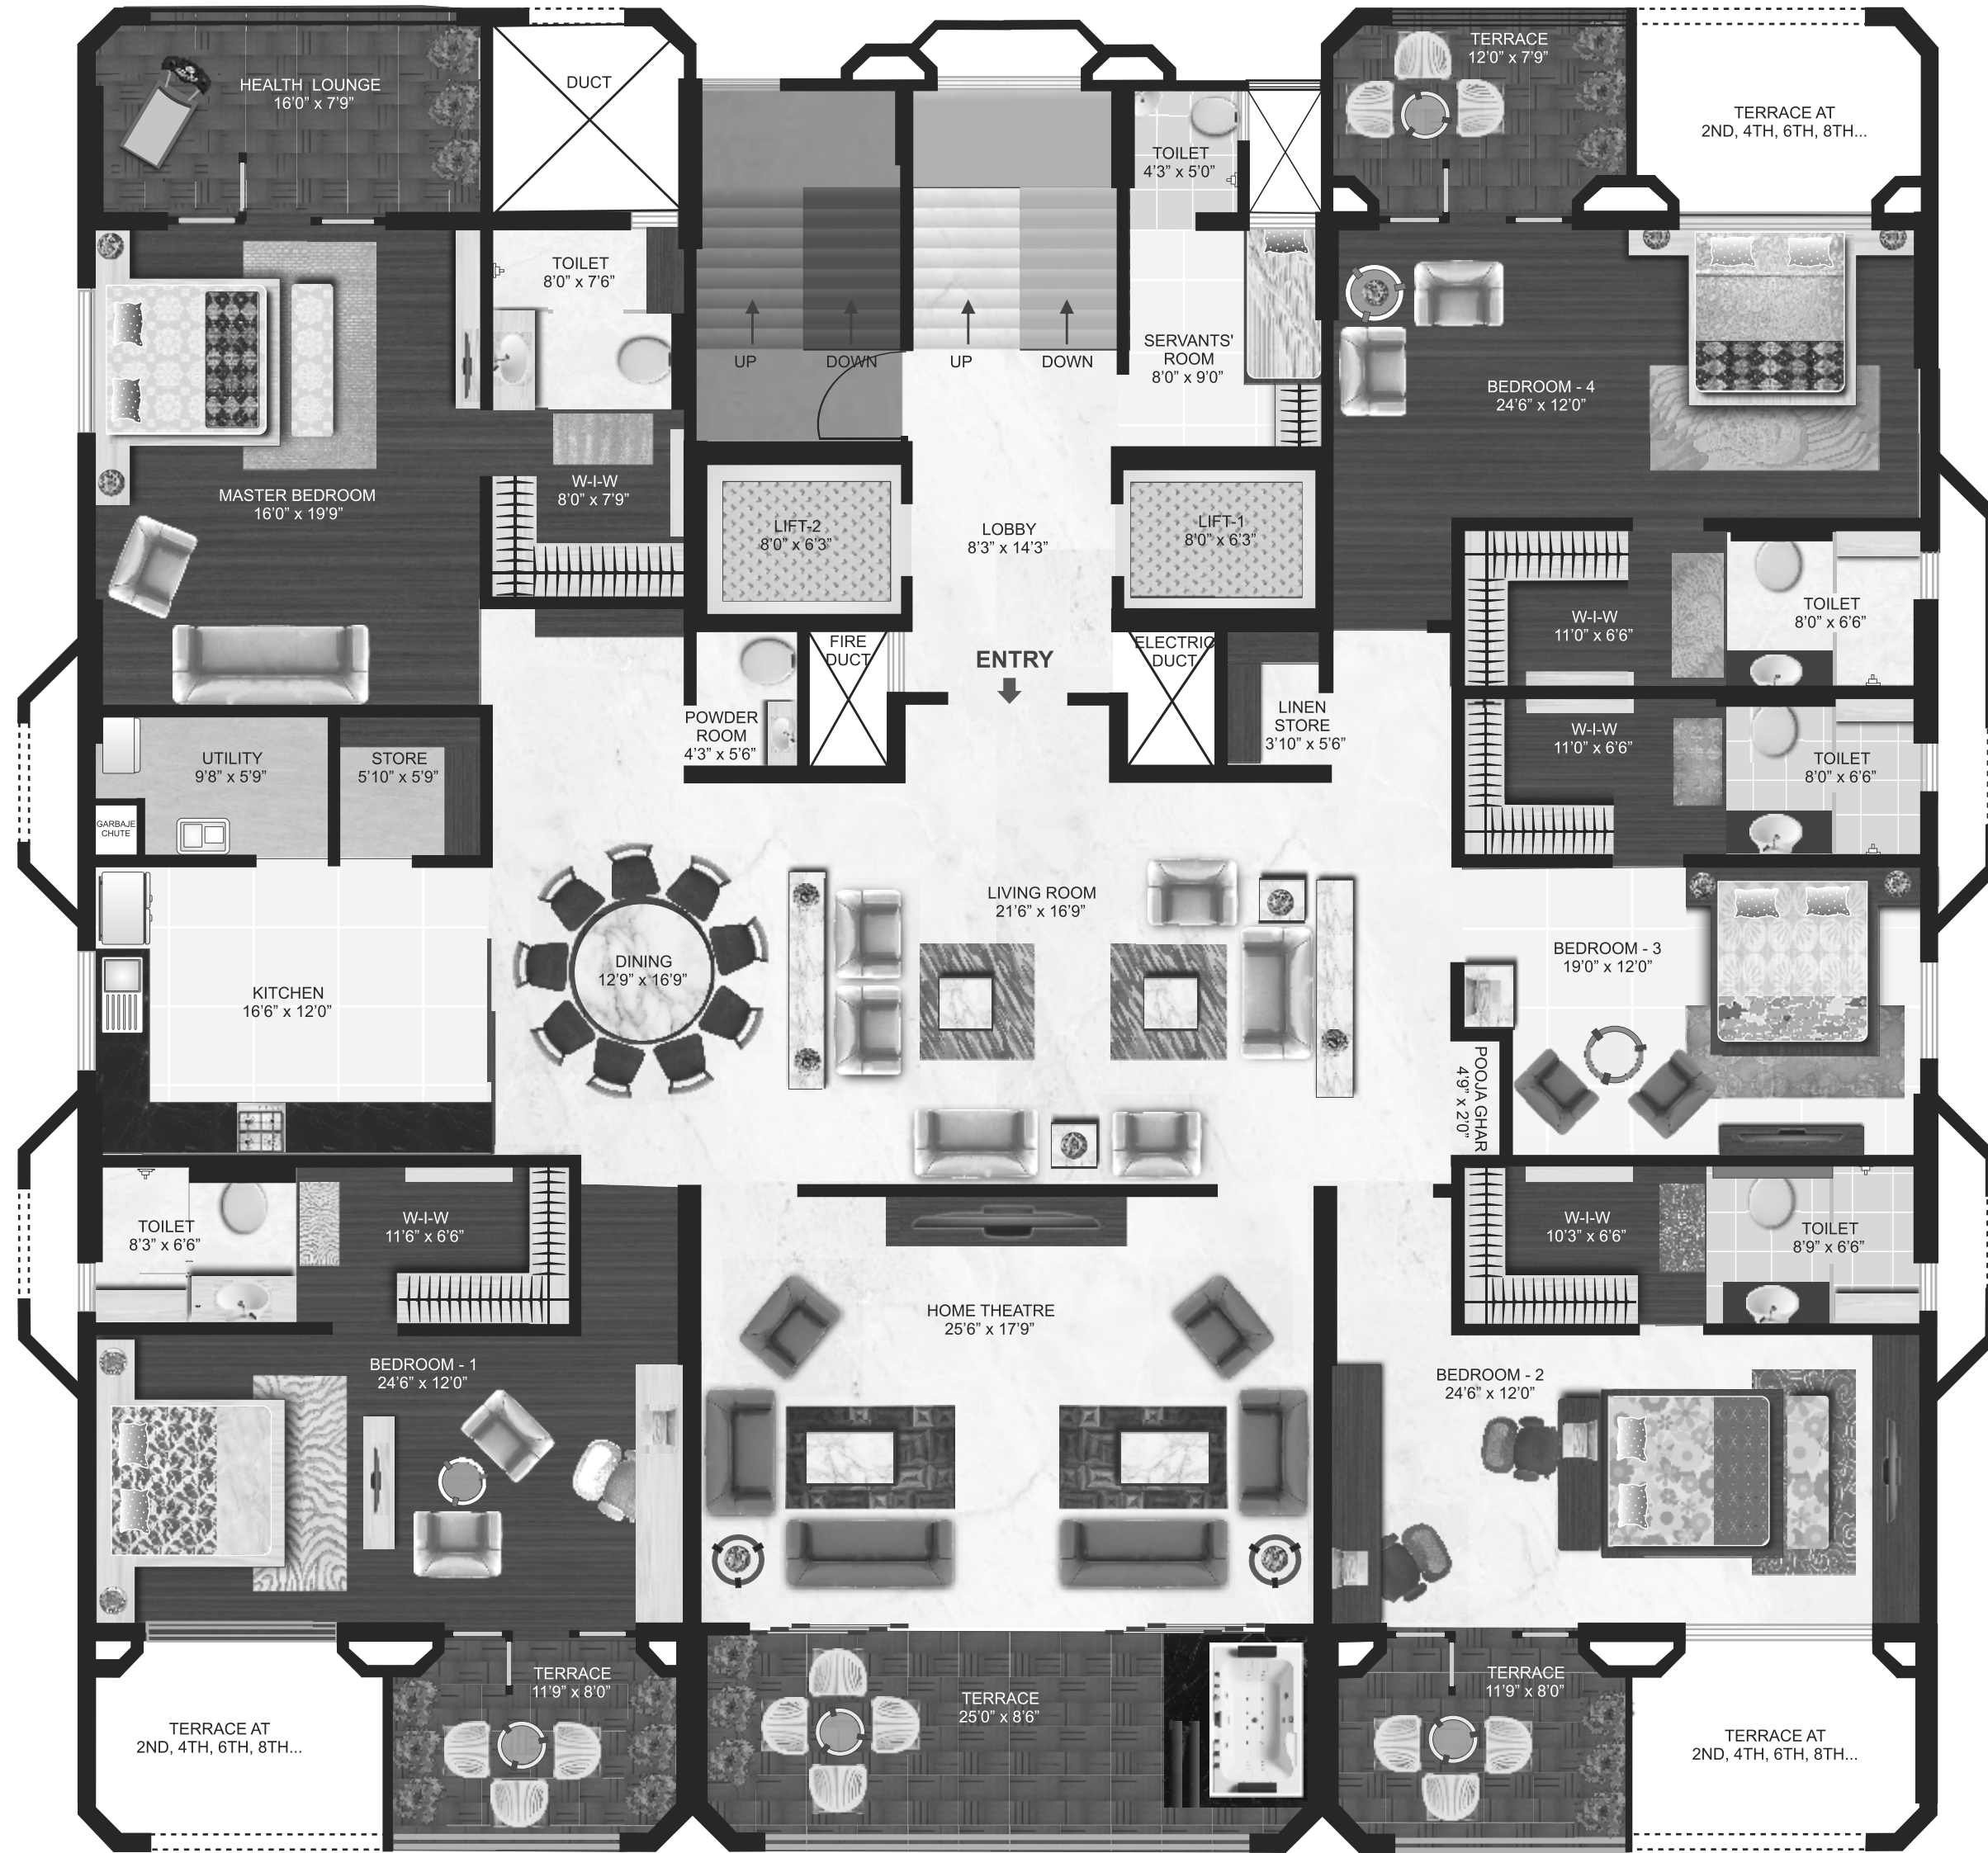 HEALTH LOUNGE
16'0” x 7'9”
DUCT
TERRACE
12'0” x 7'9”
TERRACE AT
2ND, 4TH, 6TH, 8TH...
TOILET
4'3” x 5'0”
TOILET
8'0” x 7'6”
UP
DOWN
UP
DOWN
SERVANTS'
ROOM
8'0” x 9'0”
BEDROOM - 4
24'6” x 12'0”
MASTER BEDROOM
16'0” x 19'9”
W-I-W
8'0” x 7'9”
LIFT-2
8'0” x 6'3”
LOBBY
8'3” x 14'3”
LIFT-1
8'0” x 6'3”
W-I-W
11'0” x 6'6”
TOILET
8'0” x 6'6”
FIRE
DUCT
ENTRY
ELECTRIC
DUCT
POWDER
ROOM
4'3” x 5'6”
LINEN
STORE
3'10” x 5'6”
W-I-W
11'0” x 6'6”
TOILET
8'0” x 6'6”
UTILITY
9'8” x 5'9”
STORE
5'10” x 5'9”
GARBAJE
CHUTE
LIVING ROOM
21'6” x 16'9”
DINING
12'9” x 16'9”
BEDROOM - 3
19'0” x 12'0”
KITCHEN
16'6” x 12'0”
POOJA GHAR
4'9” x 2'0”
TOILET
8'3” x 6'6”
W-I-W
11'6” x 6'6”
W-I-W
10'3” x 6'6”
TOILET
8'9” x 6'6”
HOME THEATRE
25'6” x 17'9”
BEDROOM - 1
24'6” x 12'0”
BEDROOM - 2
24'6” x 12'0”
TERRACE
11'9” x 8'0”
TERRACE
25'0” x 8'6”
TERRACE
11'9” x 8'0”
TERRACE AT
2ND, 4TH, 6TH, 8TH...
TERRACE AT
2ND, 4TH, 6TH, 8TH...